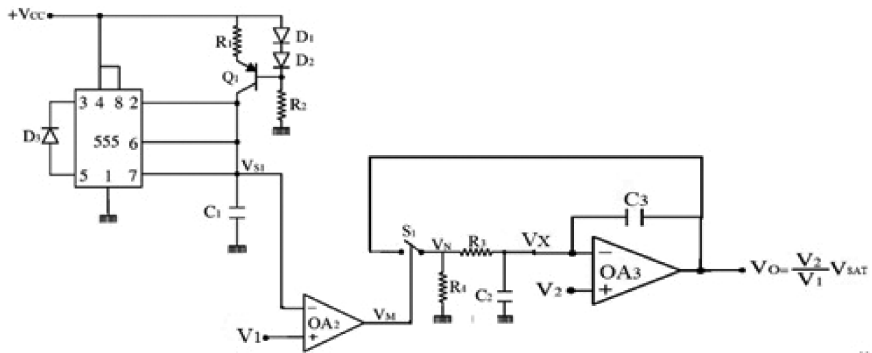 +VCC
R1
D1
D2
Q1
R2
3 4 8 2
D3
555
6
5 1 7
VS1
C1
S1
VN
R3
VX
C3
R4
C2
OA3
V2
VO= V2/V1 VSAT
V1
OA2
VM